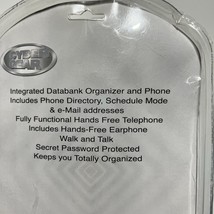 Integrated Databank Organizer and Phone
Includes Phone Directory, Schedule Mode
& e-Mail addresses
Fully Functional Hands Free Telephone
Includes Hands-Free Earphone
Walk and Talk
Secret Password Protected
Keeps you Totally Organized